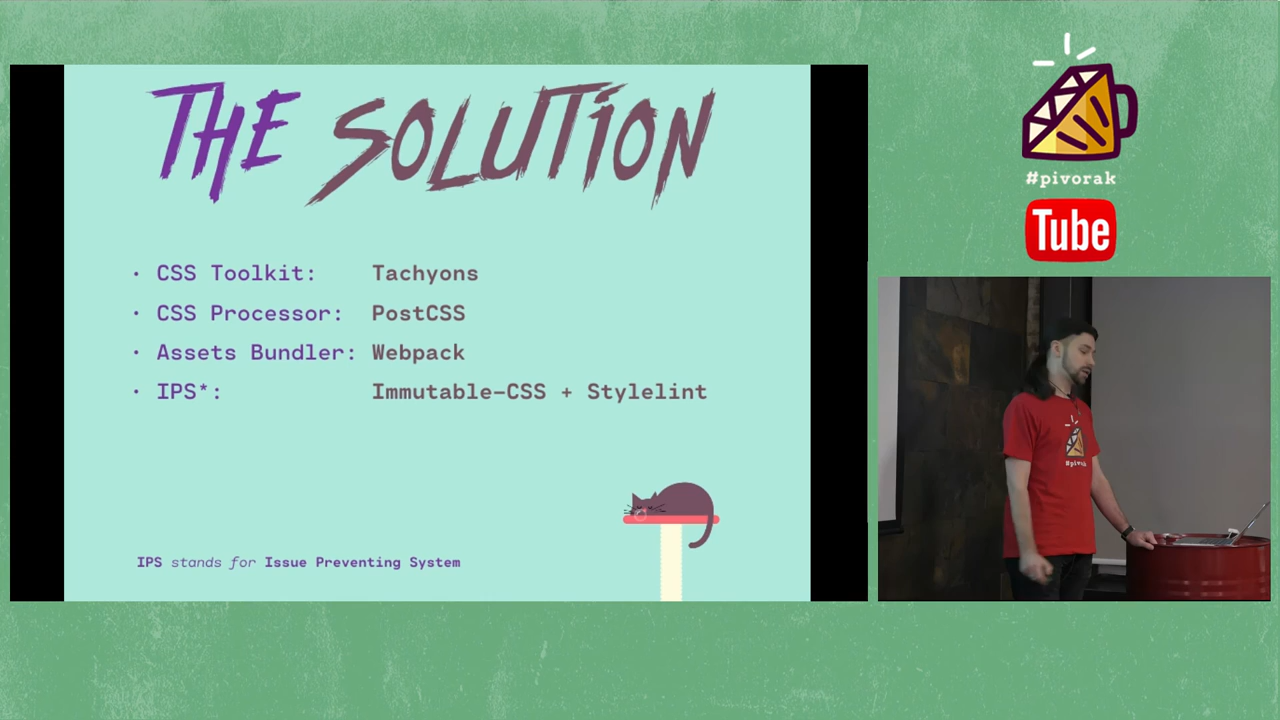 THE SOLUTION
· CSS Toolkit: Tachyons
· CSS Processor: PostCSS
· Assets Bundler: Webpack
· IPS*: Immutable-CSS + Stylelint
IPS stands for Issue Preventing System
#pivorak
Tube
#pivorak